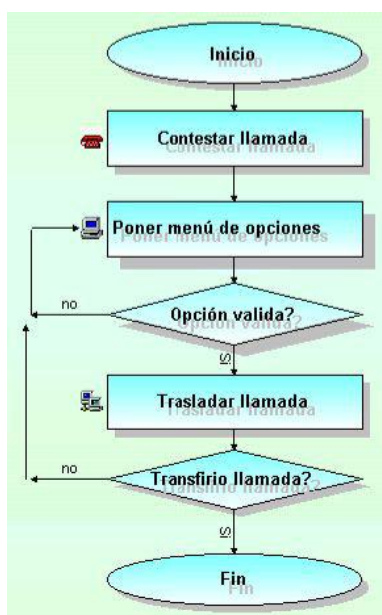 Inicio
Contestar llamada
Poner menú de opciones
no
Opción valida?
si
Trasladar llamada
no
Transfirio llamada?
si
Fin